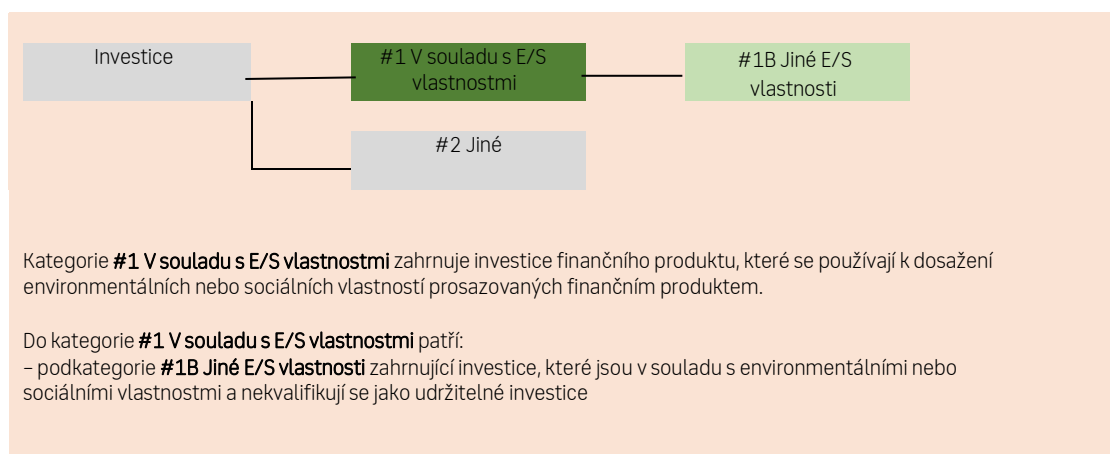 Investice
#1 V souladu s E/S
vlastnostmi
#1B Jiné E/S
vlastnosti
#2 Jiné
Kategorie #1 V souladu s E/S vlastnostmi zahrnuje investice finančního produktu, které se používají k dosažení
environmentálních nebo sociálních vlastností prosazovaných finančním produktem.
Do kategorie #1 V souladu s E/S vlastnostmi patří:
– podkategorie #1B Jiné E/S vlastnosti zahrnující investice, které jsou v souladu s environmentálními nebo
sociálními vlastnostmi a nekvalifikují se jako udržitelné investice